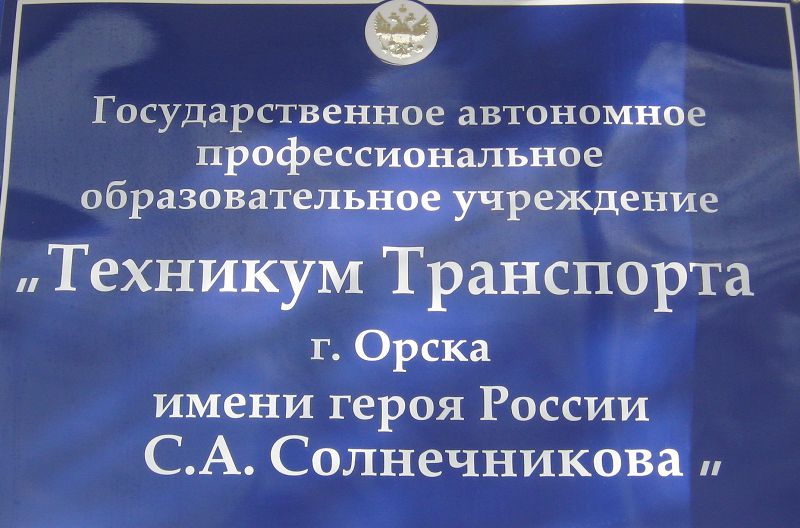 Государственное автономное
профессиональное
образовательное учреждение
„Техникум Транспорта
г. Орска
имени героя России
С.А. Солнечникова „